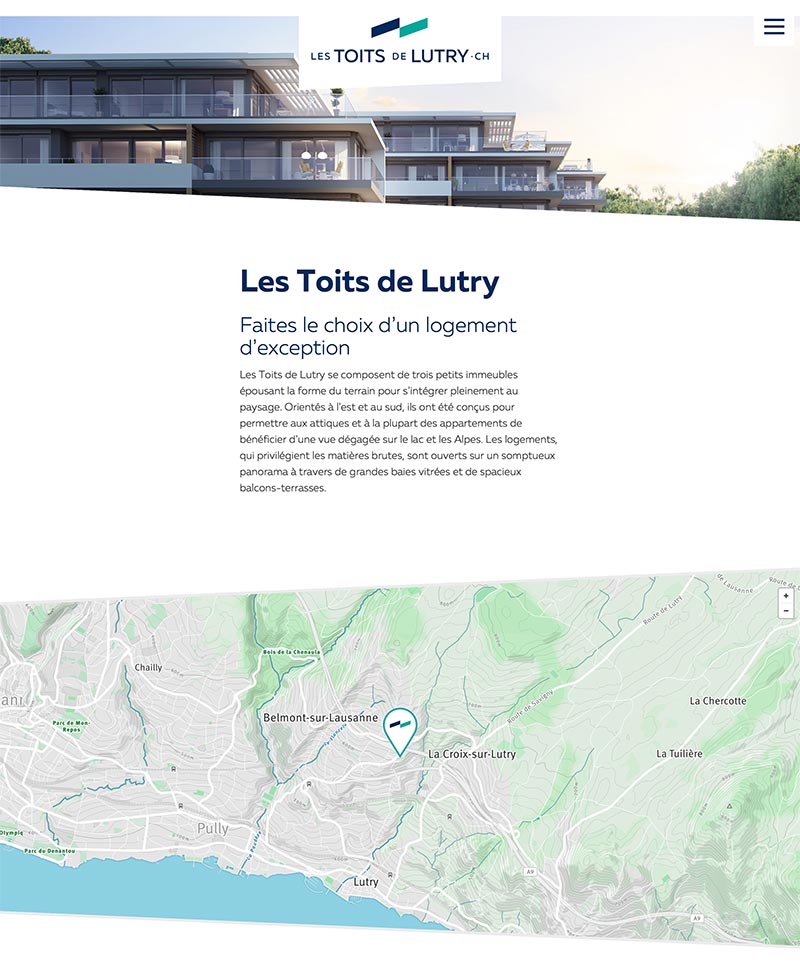 LES TOITS DE LUTRY·CH
Les Toits de Lutry
Faites le choix d'un logement
d'exception
Les Toits de Lutry se composent de trois petits immeubles
épousant la forme du terrain pour s'intégrer pleinement au
paysage. Orientés à l'est et au sud, ils ont été conçus pour
permettre aux attiques et à la plupart des appartements de
bénéficier d'une vue dégagée sur le lac et les Alpes. Les logements,
qui privilégient les matières brutes, sont ouverts sur un somptueux
panorama à travers de grandes baies vitrées et de spacieux
balcons-terrasses.
de Lausanne
Route de
+
−
Route de Lutry
Bois de la Chenaula
Chailly
Route de Savigny
La Chercotte
Belmont-sur-Lausanne
Parc de Mon-
Repos
La Croix-sur-Lutry
La Tuilière
Pully
Olympiq
Parc du Denantou
Lutry
A9
A9